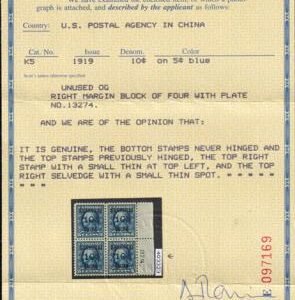 graph is attached, and described by the applicant as follows:
Country: U.S. POSTAL AGENCY IN CHINA
Cat. No. Issue Denom. Color
K5 1919 10¢ on 5¢ blue
UNUSED OG
RIGHT MARGIN BLOCK OF FOUR WITH PLATE
NO.13274.
AND WE ARE OF THE OPINION THAT:
IT IS GENUINE, THE BOTTOM STAMPS NEVER HINGED AND
THE TOP STAMPS PREVIOUSLY HINGED, THE TOP RIGHT
STAMP WITH A SMALL THIN AT TOP LEFT, AND THE TOP
RIGHT SELVEDGE WITH A SMALL THIN SPOT. * * * * * *
* * * * *
097169